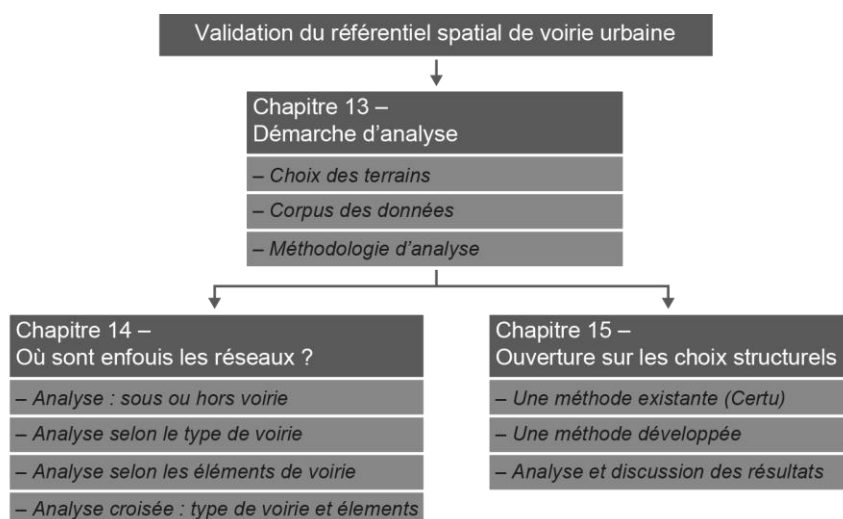 Validation du référentiel spatial de voirie urbaine
Chapitre 13 –
Démarche d'analyse
– Choix des terrains
– Corpus des données
– Méthodologie d'analyse
Chapitre 14 –
Où sont enfouis les réseaux ?
– Analyse : sous ou hors voirie
– Analyse selon le type de voirie
– Analyse selon les éléments de voirie
– Analyse croisée : type de voirie et élements
Chapitre 15 –
Ouverture sur les choix structurels
– Une méthode existante (Certu)
– Une méthode développée
– Analyse et discussion des résultats